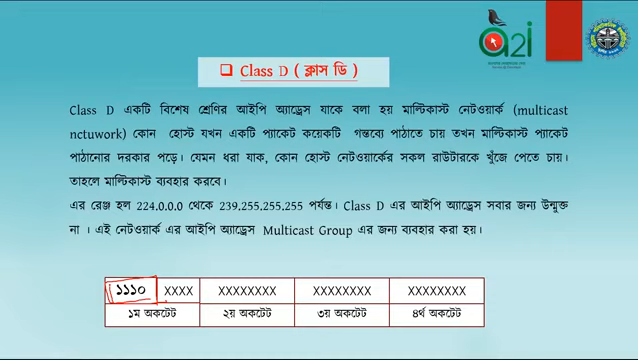 a2i
❑ Class D ( ক্লাস ডি )
Class D একটি বিশেষ শ্রেণির আইপি অ্যাড্রেস যাকে বলা হয় মাল্টিকাস্ট নেটওয়ার্ক (multicast
nctuwork) কোন হোস্ট যখন একটি প্যাকেট কয়েকটি গন্তব্যে পাঠাতে চায় তখন মাল্টিকাস্ট প্যাকেট
পাঠানোর দরকার পড়ে। যেমন ধরা যাক, কোন হোস্ট নেটওয়ার্কের সকল রাউটারকে খুঁজে পেতে চায়।
তাহলে মাল্টিকাস্ট ব্যবহার করবে।
এর রেঞ্জ হল 224.0.0.0 থেকে 239.255.255.255 পর্যন্ত। Class D এর আইপি অ্যাড্রেস সবার জন্য উন্মুক্ত
না । এই নেটওয়ার্ক এর আইপি অ্যাড্রেস Multicast Group এর জন্য ব্যবহার করা হয়।
১১১০ XXXX XXXXXXXX XXXXXXXX XXXXXXXX
১ম অকটেট ২য় অকটেট ৩য় অকটেট ৪র্থ অকটেট